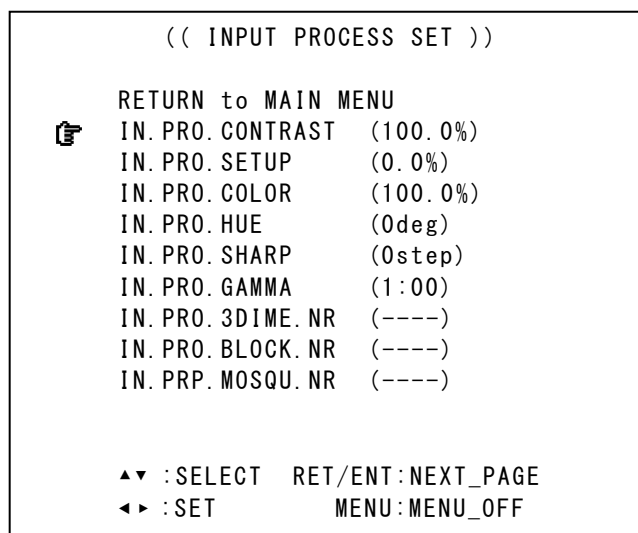 (( INPUT PROCESS SET ))
RETURN to MAIN MENU
IN.PRO.CONTRAST (100.0%)
IN.PRO.SETUP (0.0%)
IN.PRO.COLOR (100.0%)
IN.PRO.HUE (0deg)
IN.PRO.SHARP (0step)
IN.PRO.GAMMA (1:00)
IN.PRO.3DIME.NR (----)
IN.PRO.BLOCK.NR (----)
IN.PRP.MOSQU.NR (----)
▲▼ :SELECT RET/ENT:NEXT_PAGE
◄► :SET MENU:MENU_OFF